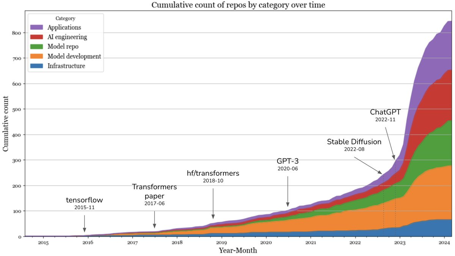 Cumulative count of repos by category over time
Category
Applications
AI engineering
Model repo
Model development
Infrastructure
Cumulative count
800
700
600
500
400
300
200
100
0
ChatGPT
2022-11
Stable Diffusion
2022-08
GPT-3
2020-06
hf/transformers
2018-10
Transformers
paper
2017-06
tensorflow
2015-11
2015 2016 2017 2018 2019 2020 2021 2022 2023 2024
Year-Month